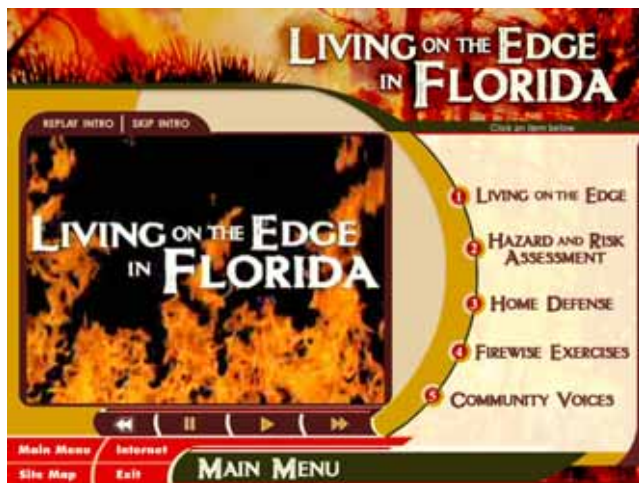 LIVING ON THE EDGE
IN FLORIDA
Click an item below
REPLAY INTRO | SKIP INTRO
LIVING ON THE EDGE
IN FLORIDA
1 LIVING ON THE EDGE
2 HAZARD AND RISK
ASSESSMENT
3 HOME DEFENSE
4 FIREWISE EXERCISES
5 COMMUNITY VOICES
Main Menu Internet
Site Map Exit
MAIN MENU